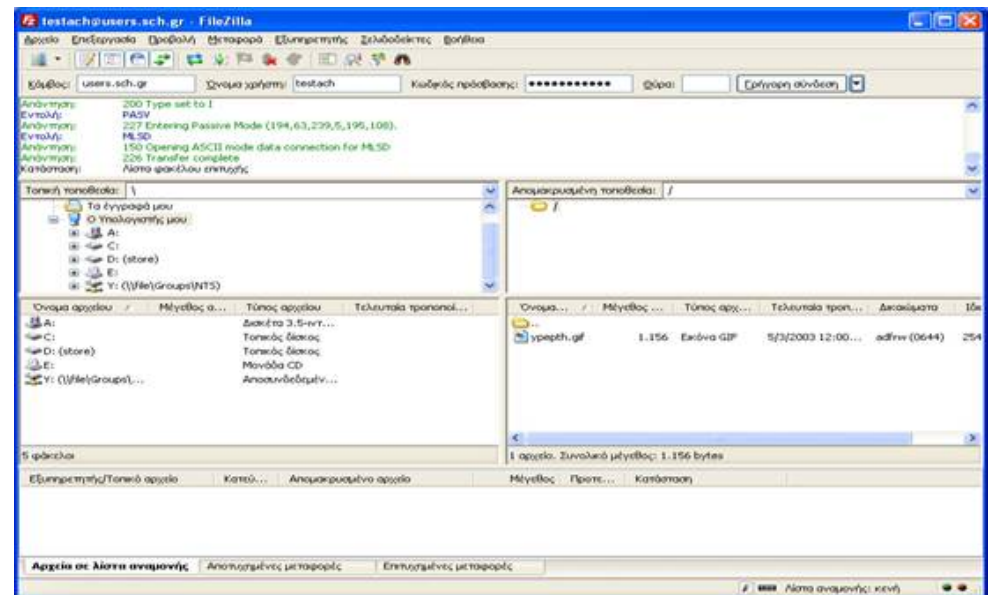 testach@users.sch.gr - FileZilla
Αρχείο Επεξεργασία Προβολή Μεταφορά Εξυπηρετητής Σελιδοδείκτες Βοήθεια
Κόμβος: users.sch.gr Όνομα χρήστη: testach Κωδικός πρόσβασης: ●●●●●●●●●●● Θύρα: Γρήγορη σύνδεση
Απάντηση: 200 Type set to I
Εντολή: PASV
Απάντηση: 227 Entering Passive Mode (194,63,239,5,195,108).
Εντολή: MLSD
Απάντηση: 150 Opening ASCII mode data connection for MLSD
Απάντηση: 226 Transfer complete
Κατάσταση: Λίστα φακέλου επιτυχής
Τοπική τοποθεσία: \
Τα έγγραφά μου
Ο Υπολογιστής μου
A:
C:
D: (store)
E:
Y: (\\file\Groups\NTS)
Απομακρυσμένη τοποθεσία: /
/
Όνομα αρχείου Μέγεθος α... Τύπος αρχείου Τελευταία τροποποί...
A: Δισκέτα 3.5-ιντ...
C: Τοπικός δίσκος
D: (store) Τοπικός δίσκος
E: Μονάδα CD
Y: (\\file\Groups\... Αποσυνδεδεμέν...
5 φάκελοι
Όνομα... Μέγεθος ... Τύπος αρχ... Τελευταία τροπ... Δικαιώματα Ιδι
..
ypepth.gif 1.156 Εικόνα GIF 5/3/2003 12:00... adfrw (0644) 254
1 αρχείο. Συνολικό μέγεθος: 1.156 bytes
Εξυπηρετητής/Τοπικό αρχείο Κατεύ... Απομακρυσμένο αρχείο Μέγεθος Προτε... Κατάσταση
Αρχεία σε λίστα αναμονής Αποτυχημένες μεταφορές Επιτυχημένες μεταφορές
Λίστα αναμονής: κενή